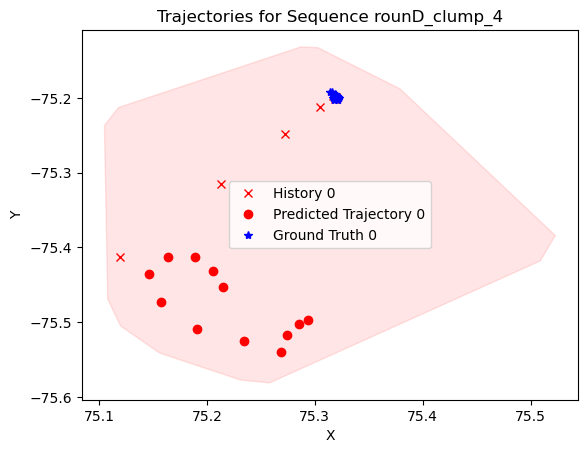 Trajectories for Sequence rounD_clump_4
Y
−75.2
−75.3
−75.4
−75.5
−75.6
History 0
Predicted Trajectory 0
Ground Truth 0
75.1
75.2
75.3
75.4
75.5
X